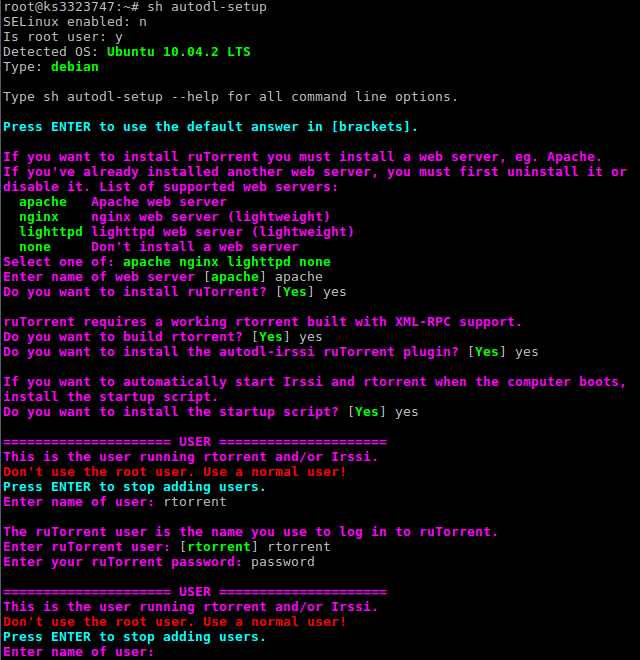 root@ks3323747:~# sh autodl-setup
SELinux enabled: n
Is root user: y
Detected OS: Ubuntu 10.04.2 LTS
Type: debian
Type sh autodl-setup --help for all command line options.
Press ENTER to use the default answer in [brackets].
If you want to install ruTorrent you must install a web server, eg. Apache.
If you've already installed another web server, you must first uninstall it or
disable it. List of supported web servers:
apache Apache web server
nginx nginx web server (lightweight)
lighttpd lighttpd web server (lightweight)
none Don't install a web server
Select one of: apache nginx lighttpd none
Enter name of web server [apache] apache
Do you want to install ruTorrent? [Yes] yes
ruTorrent requires a working rtorrent built with XML-RPC support.
Do you want to build rtorrent? [Yes] yes
Do you want to install the autodl-irssi ruTorrent plugin? [Yes] yes
If you want to automatically start Irssi and rtorrent when the computer boots,
install the startup script.
Do you want to install the startup script? [Yes] yes
===================== USER =====================
This is the user running rtorrent and/or Irssi.
Don't use the root user. Use a normal user!
Press ENTER to stop adding users.
Enter name of user: rtorrent
The ruTorrent user is the name you use to log in to ruTorrent.
Enter ruTorrent user: [rtorrent] rtorrent
Enter your ruTorrent password: password
===================== USER =====================
This is the user running rtorrent and/or Irssi.
Don't use the root user. Use a normal user!
Press ENTER to stop adding users.
Enter name of user: